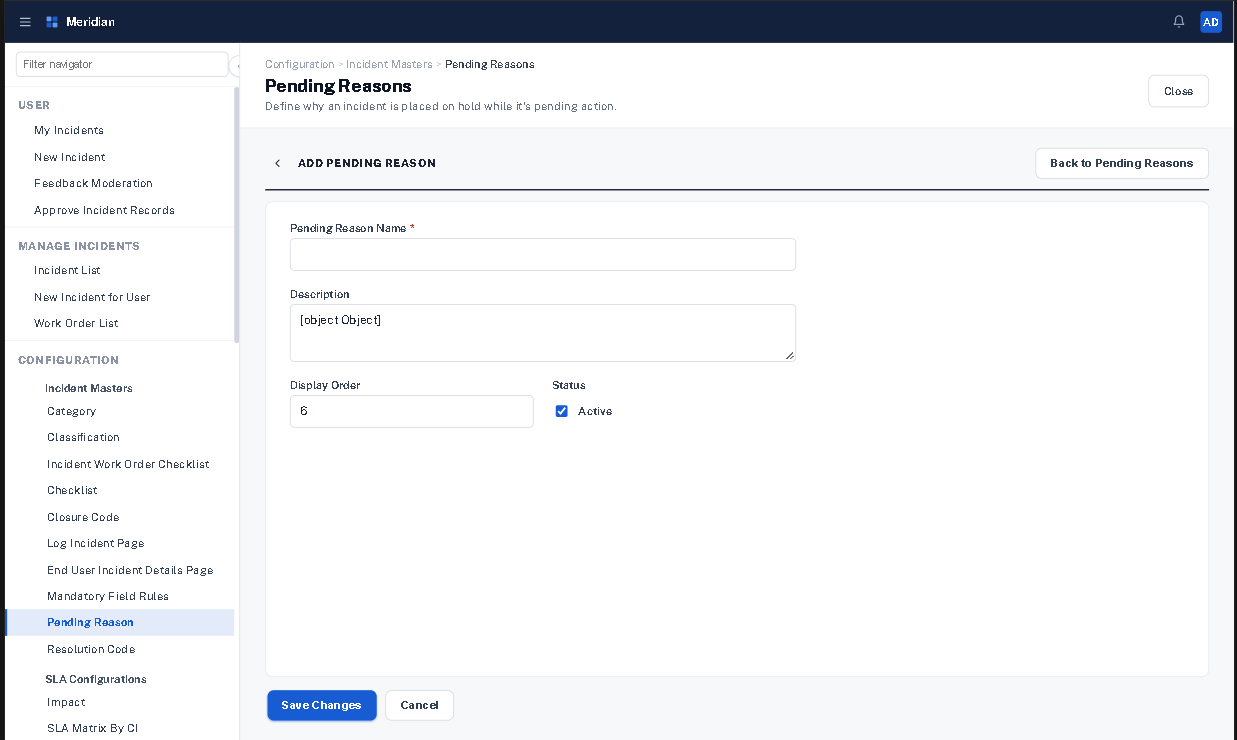 Meridian
AD
Filter navigator
USER
My Incidents
New Incident
Feedback Moderation
Approve Incident Records
MANAGE INCIDENTS
Incident List
New Incident for User
Work Order List
CONFIGURATION
Incident Masters
Category
Classification
Incident Work Order Checklist
Checklist
Closure Code
Log Incident Page
End User Incident Details Page
Mandatory Field Rules
Pending Reason
Resolution Code
SLA Configurations
Impact
SLA Matrix By CI
Configuration > Incident Masters > Pending Reasons
Pending Reasons
Define why an incident is placed on hold while it's pending action.
Close
ADD PENDING REASON
Back to Pending Reasons
Pending Reason Name *
Description
[object Object]
Display Order
Status
6
Active
Save Changes
Cancel